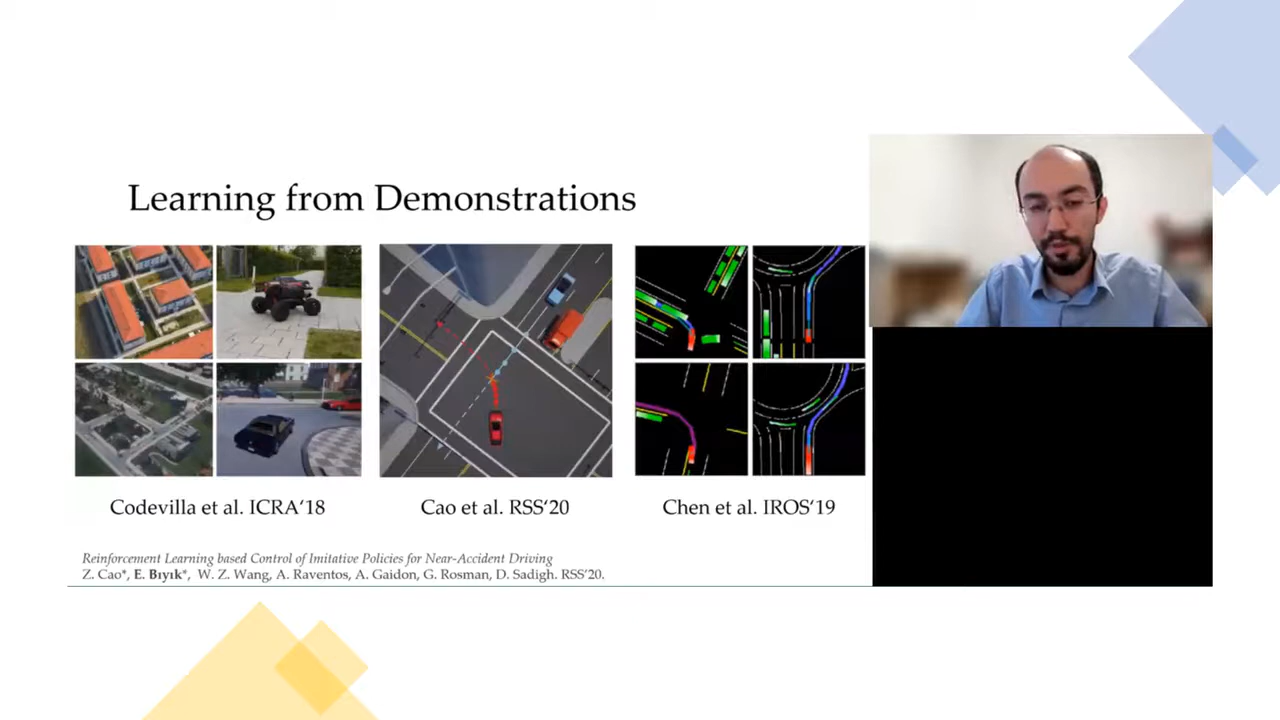 Learning from Demonstrations
Codevilla et al. ICRA‘18
Cao et al. RSS‘20
Chen et al. IROS‘19
Reinforcement Learning based Control of Imitative Policies for Near-Accident Driving
Z. Cao*, E. Bıyık*, W. Z. Wang, A. Raventos, A. Gaidon, G. Rosman, D. Sadigh. RSS’20.